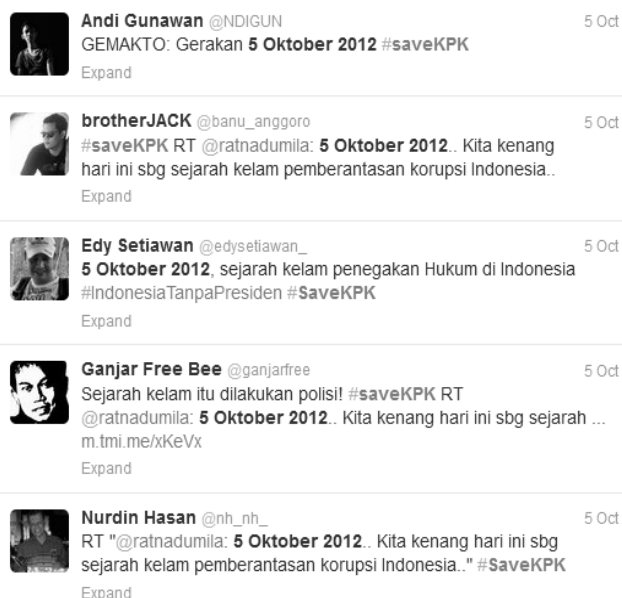 Andi Gunawan @NDIGUN 5 Oct
GEMAKTO: Gerakan 5 Oktober 2012 #saveKPK
Expand
brotherJACK @banu_anggoro 5 Oct
#saveKPK RT @ratnadumila: 5 Oktober 2012.. Kita kenang
hari ini sbg sejarah kelam pemberantasan korupsi Indonesia..
Expand
Edy Setiawan @edysetiawan_ 5 Oct
5 Oktober 2012, sejarah kelam penegakan Hukum di Indonesia
#IndonesiaTanpaPresiden #SaveKPK
Expand
Ganjar Free Bee @ganjarfree 5 Oct
Sejarah kelam itu dilakukan polisi! #saveKPK RT
@ratnadumila: 5 Oktober 2012.. Kita kenang hari ini sbg sejarah ...
m.tmi.me/xKeVx
Expand
Nurdin Hasan @nh_nh_ 5 Oct
RT "@ratnadumila: 5 Oktober 2012.. Kita kenang hari ini sbg
sejarah kelam pemberantasan korupsi Indonesia.." #SaveKPK
Expand